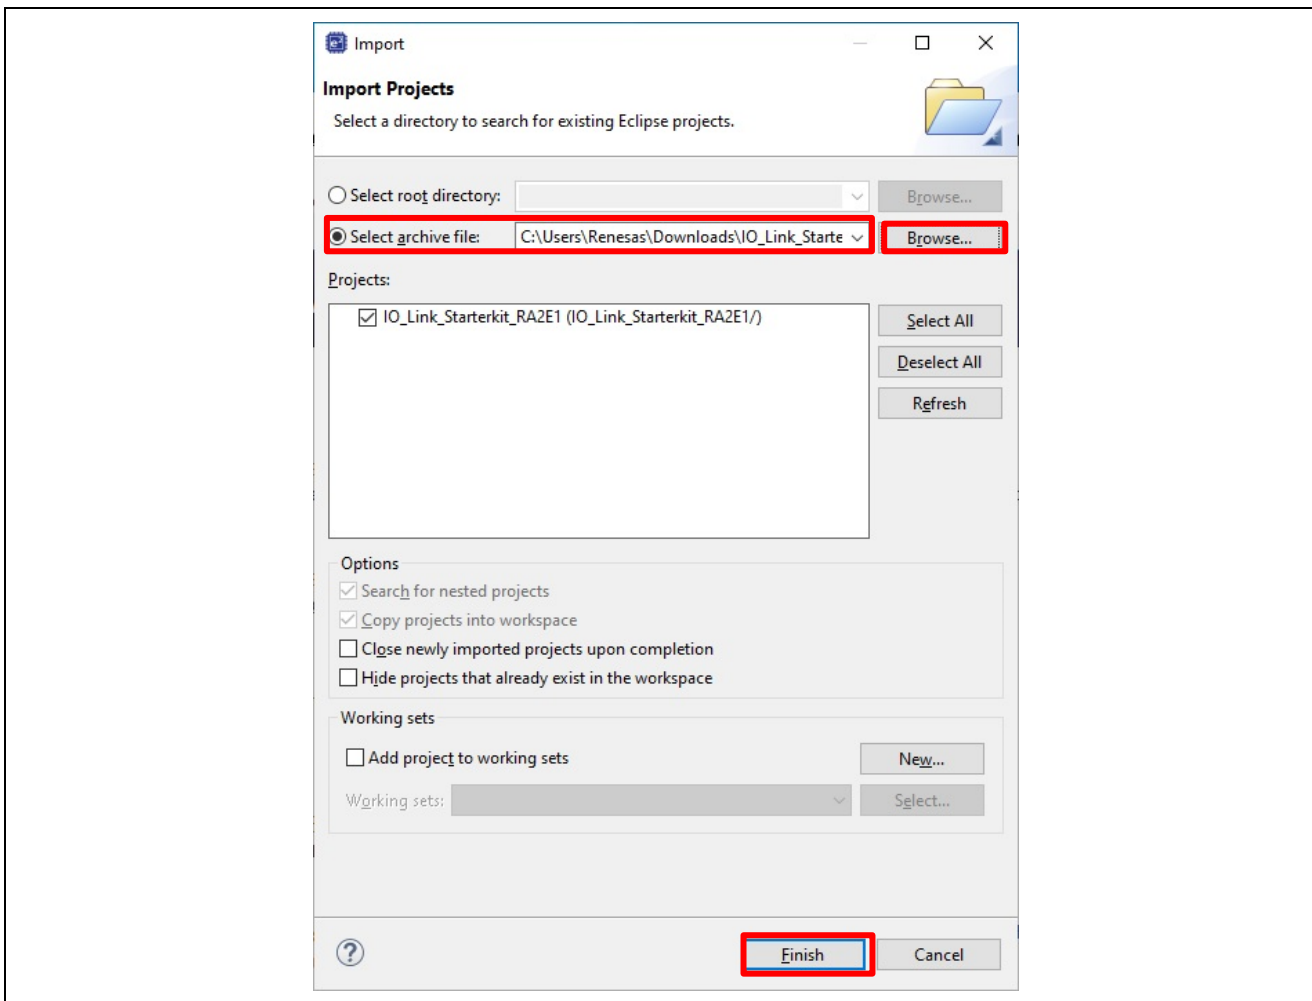 Import
Import Projects
Select a directory to search for existing Eclipse projects.
Select root directory:
Browse...
Select archive file:
C:\Users\Renesas\Downloads\IO_Link_Starte
Browse...
Projects:
IO_Link_Starterkit_RA2E1 (IO_Link_Starterkit_RA2E1/)
Select All
Deselect All
Refresh
Options
Search for nested projects
Copy projects into workspace
Close newly imported projects upon completion
Hide projects that already exist in the workspace
Working sets
Add project to working sets
New...
Working sets:
Select...
?
Finish
Cancel